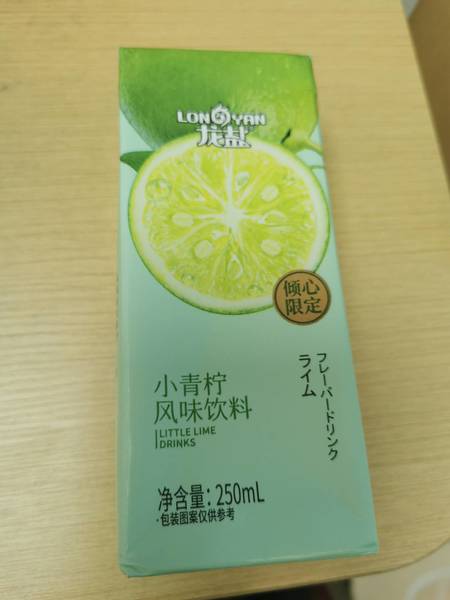 LONGYAN
龙盐
倾心
限定
フレーバードリンク
ライム
小青柠
风味饮料
LITTLE LIME
DRINKS
净含量：250mL
·包装图案仅供参考